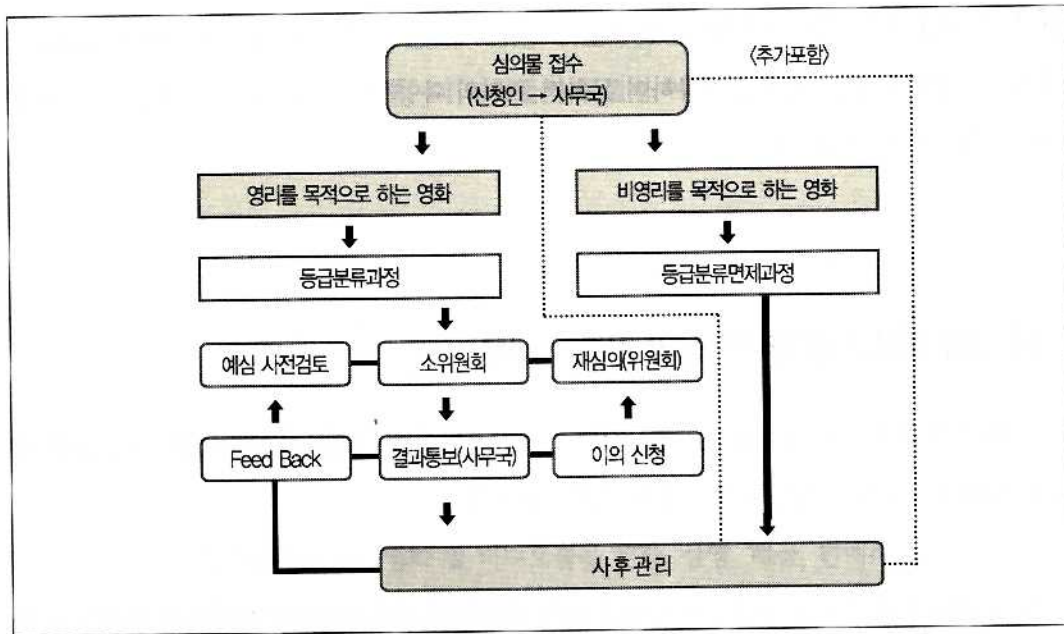 심의물 접수
(신청인 → 사무국)
〈추가포함〉
영리를 목적으로 하는 영화
비영리를 목적으로 하는 영화
등급분류과정
등급분류면제과정
예심 사전검토
소위원회
재심의(위원회)
Feed Back
결과통보(사무국)
이의 신청
사후관리